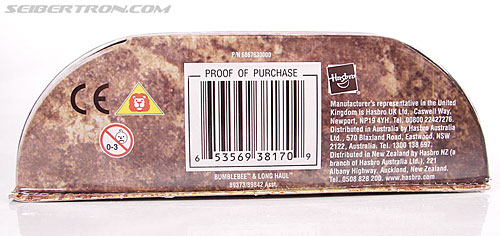 SEIBERTRON.COM
P/N 6867630000
PROOF OF PURCHASE
6 53569 38170 9
BUMBLEBEE™ & LONG HAUL™
89373/89842 Asst.
CE
0-3
Hasbro
Manufacturer's representative in the United
Kingdom is Hasbro UK Ltd., Caswell Way,
Newport, NP19 4YH. Tel. 00800 22427276.
Distributed in Australia by Hasbro Australia
Ltd., 570 Blaxland Road, Eastwood, NSW
2122, Australia. Tel. 1300 138 697.
Distributed in New Zealand by Hasbro NZ (a
branch of Hasbro Australia Ltd.), 221
Albany Highway, Auckland, New Zealand.
Tel. 0508 828 200. www.hasbro.com